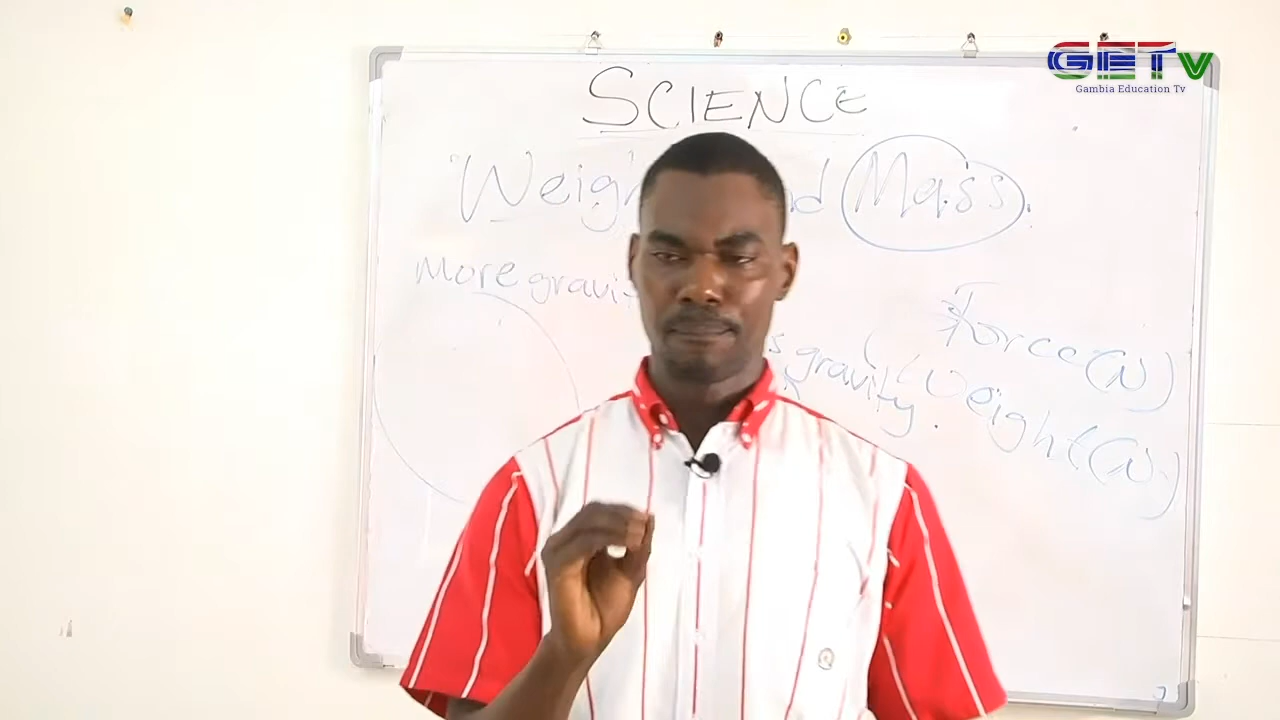 GETv
Gambia Education Tv
SCIENCE
Mass.
More
gravity.
Force (N)
Weight (N)